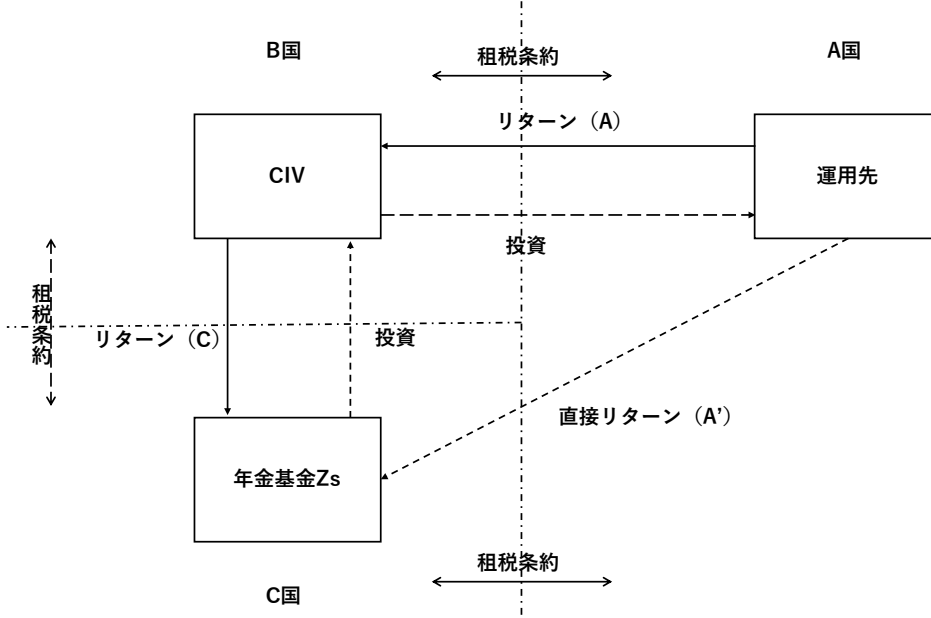 B国
租税条約
A国
リターン（A）
CIV
運用先
投資
租税条約
リターン（C）
投資
直接リターン（A’）
年金基金Zs
租税条約
C国